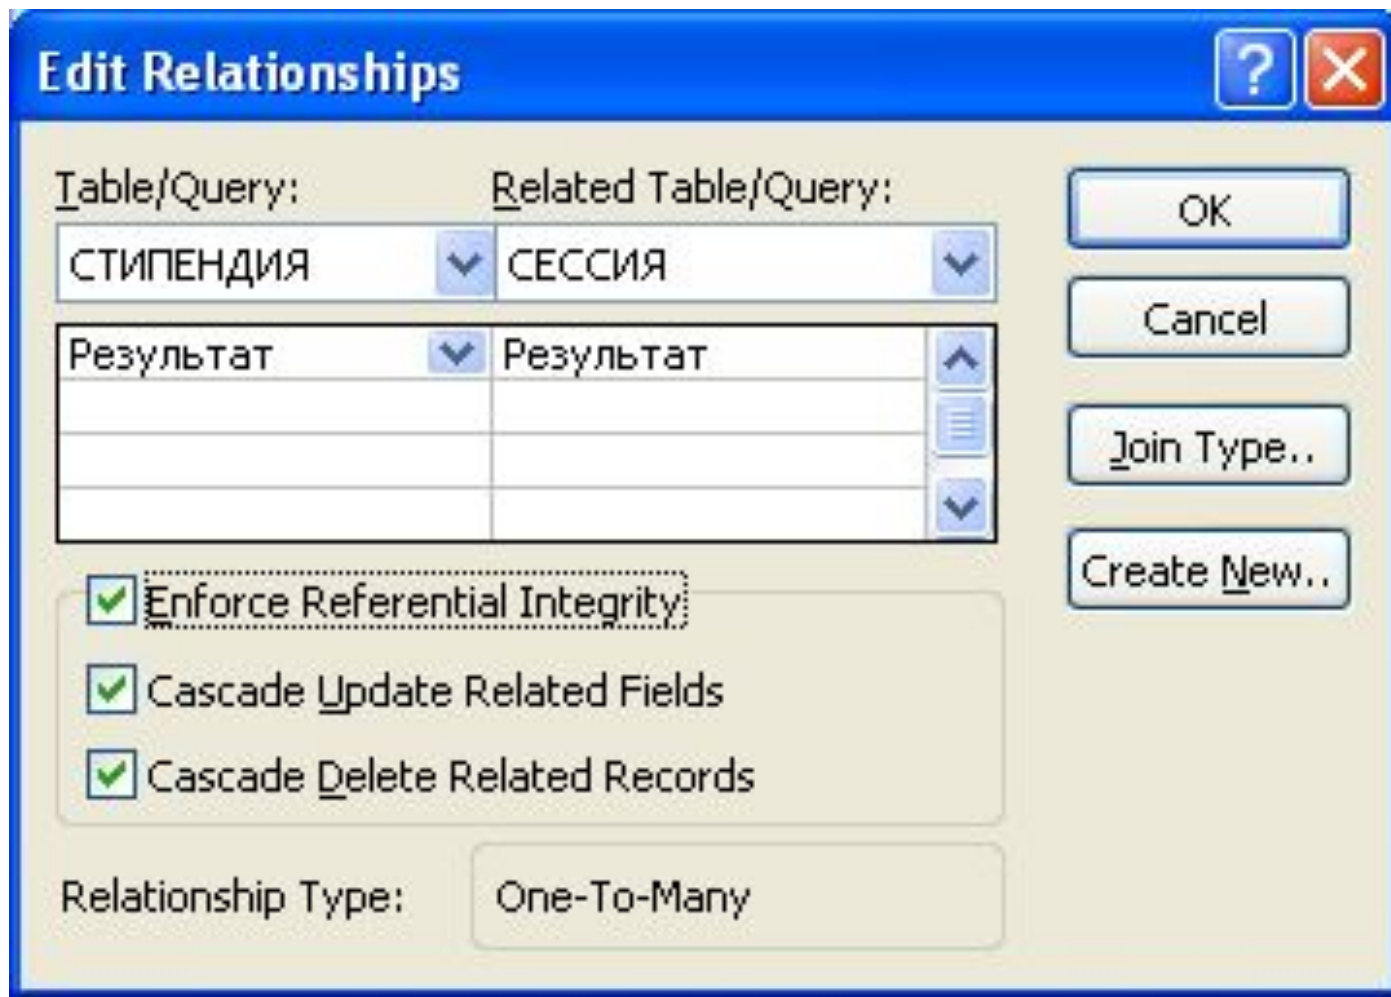 Edit Relationships
Table/Query: Related Table/Query:
СТИПЕНДИЯ СЕССИЯ
Результат Результат
Enforce Referential Integrity
Cascade Update Related Fields
Cascade Delete Related Records
Relationship Type: One-To-Many
OK
Cancel
Join Type..
Create New..